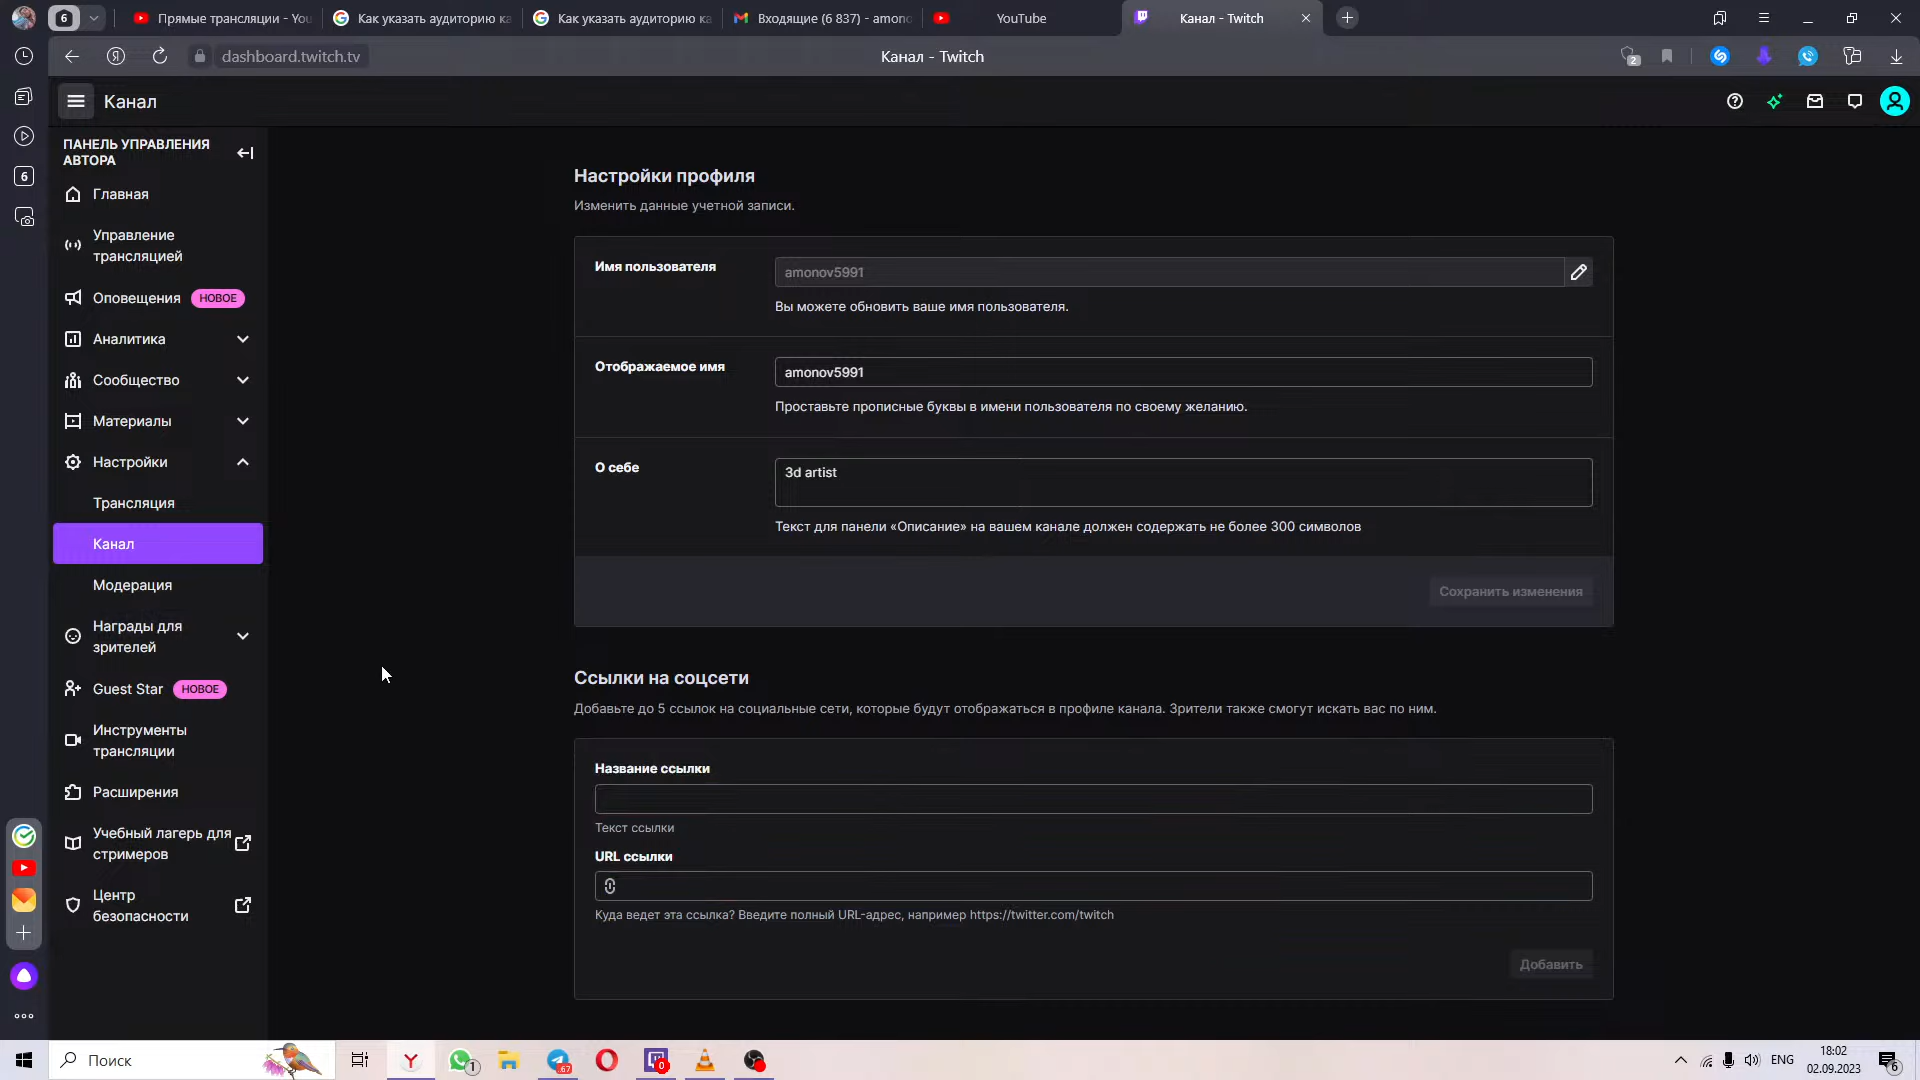 6
Прямые трансляции - You
Как указать аудиторию ка
Как указать аудиторию ка
Входящие (6 837) - amono
YouTube
Канал - Twitch
dashboard.twitch.tv
Канал - Twitch
2
Канал
6
ПАНЕЛЬ УПРАВЛЕНИЯ
АВТОРА
Главная
Управление
трансляцией
Оповещения НОВОЕ
Аналитика
Сообщество
Материалы
Настройки
Трансляция
Канал
Модерация
Награды для
зрителей
Guest Star НОВОЕ
Инструменты
трансляции
Расширения
Учебный лагерь для
стримеров
Центр
безопасности
Настройки профиля
Изменить данные учетной записи.
Имя пользователя
amonov5991
Вы можете обновить ваше имя пользователя.
Отображаемое имя
amonov5991
Проставьте прописные буквы в имени пользователя по своему желанию.
О себе
3d artist
Текст для панели «Описание» на вашем канале должен содержать не более 300 символов
Сохранить изменения
Ссылки на соцсети
Добавьте до 5 ссылок на социальные сети, которые будут отображаться в профиле канала. Зрители также смогут искать вас по ним.
Название ссылки
Текст ссылки
URL ссылки
Куда ведет эта ссылка? Введите полный URL-адрес, например https://twitter.com/twitch
Добавить
Поиск
1
67
0
ENG
18:02
02.09.2023
6